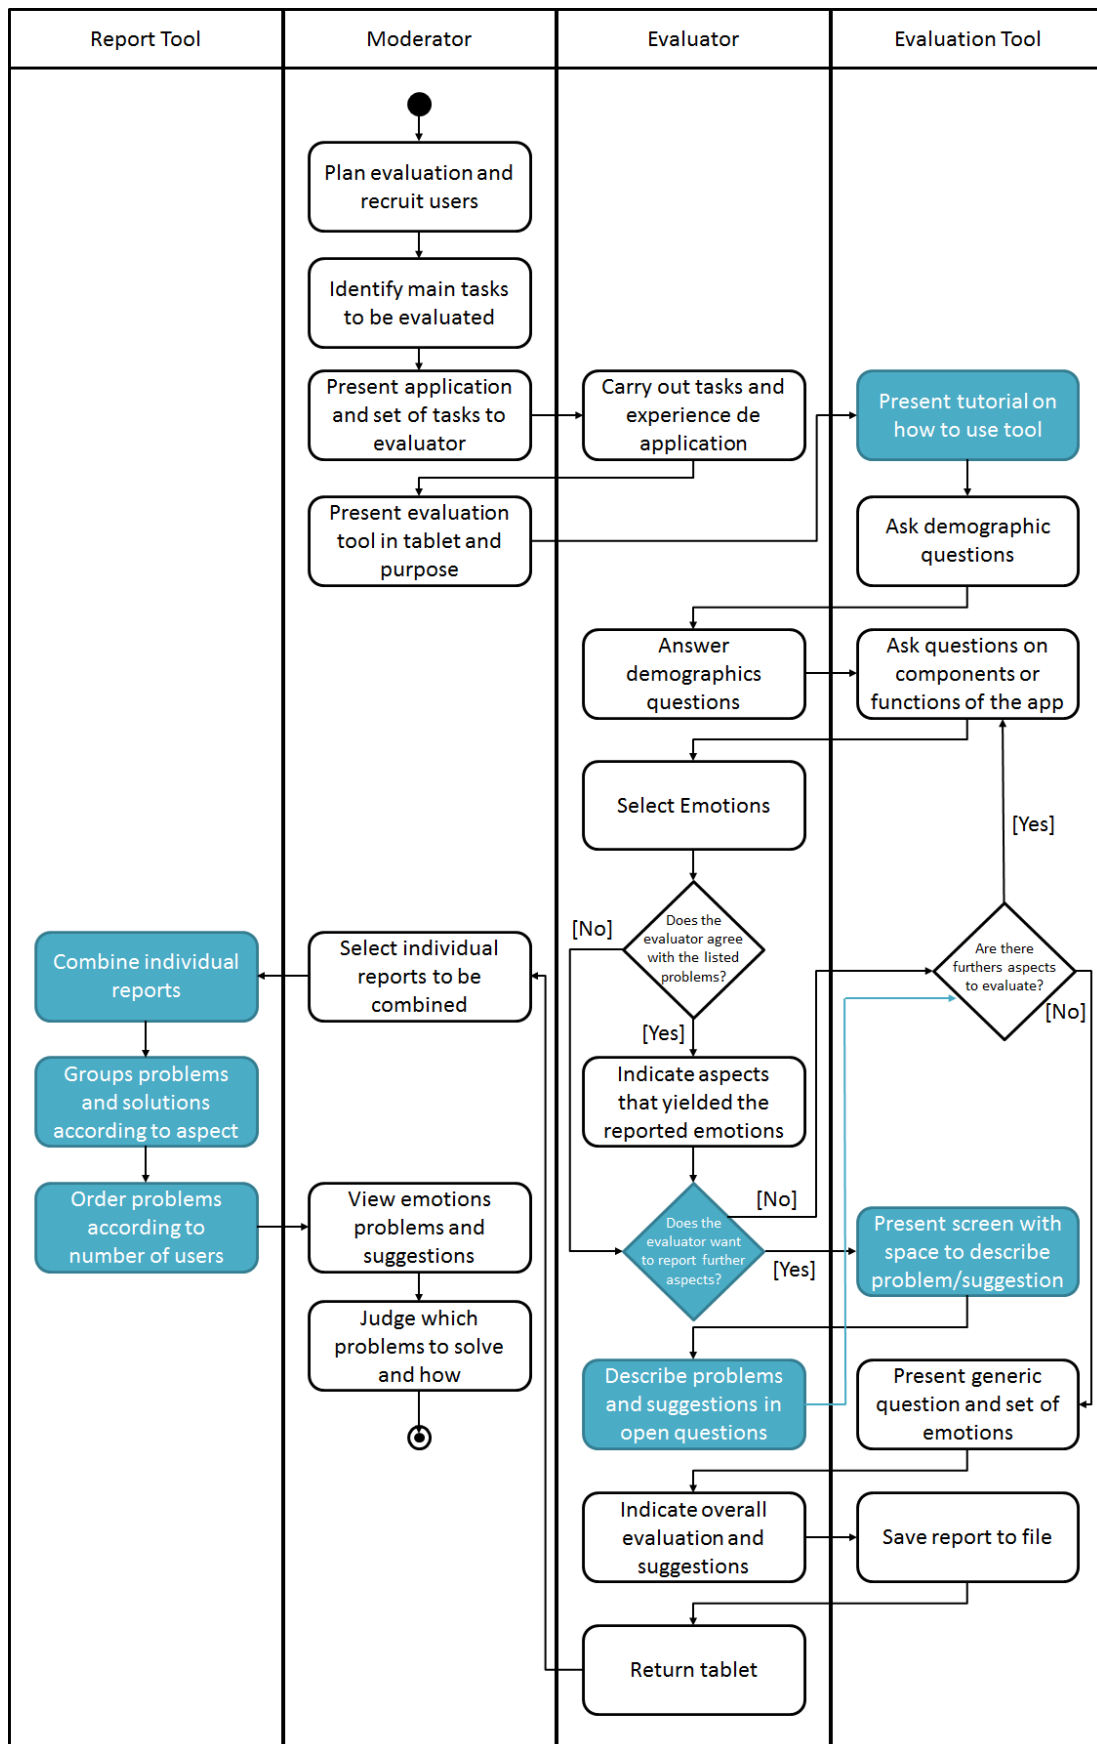 Report Tool
Moderator
Evaluator
Evaluation Tool
Plan evaluation and
recruit users
Identify main tasks
to be evaluated
Present application
and set of tasks to
evaluator
Carry out tasks and
experience de
application
Present tutorial on
how to use tool
Present evaluation
tool in tablet and
purpose
Ask demographic
questions
Answer
demographics
questions
Ask questions on
components or
functions of the app
Select Emotions
[Yes]
Does the
evaluator agree
with the listed
problems?
[No]
[Yes]
Are there
furthers aspects
to evaluate?
[No]
Select individual
reports to be
combined
Combine individual
reports
Groups problems
and solutions
according to aspect
Indicate aspects
that yielded the
reported emotions
Order problems
according to
number of users
View emotions
problems and
suggestions
Does the
evaluator want
to report further
aspects?
[No]
[Yes]
Present screen with
space to describe
problem/suggestion
Judge which
problems to solve
and how
Describe problems
and suggestions in
open questions
Present generic
question and set of
emotions
Indicate overall
evaluation and
suggestions
Save report to file
Return tablet